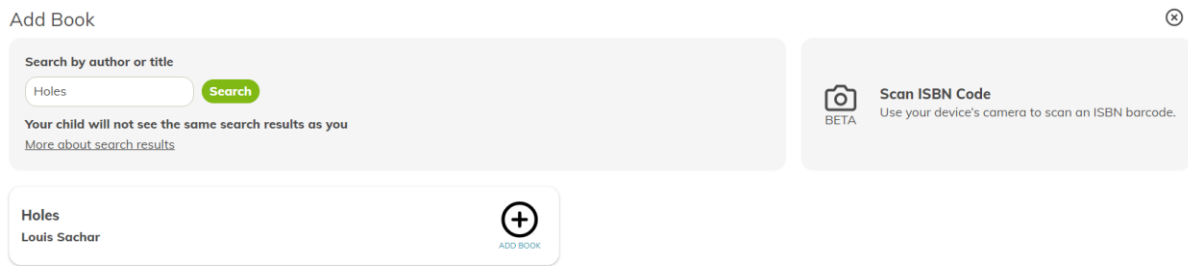 Add Book
Search by author or title
Holes
Search
Your child will not see the same search results as you
More about search results
BETA
Scan ISBN Code
Use your device's camera to scan an ISBN barcode.
Holes
Louis Sachar
ADD BOOK